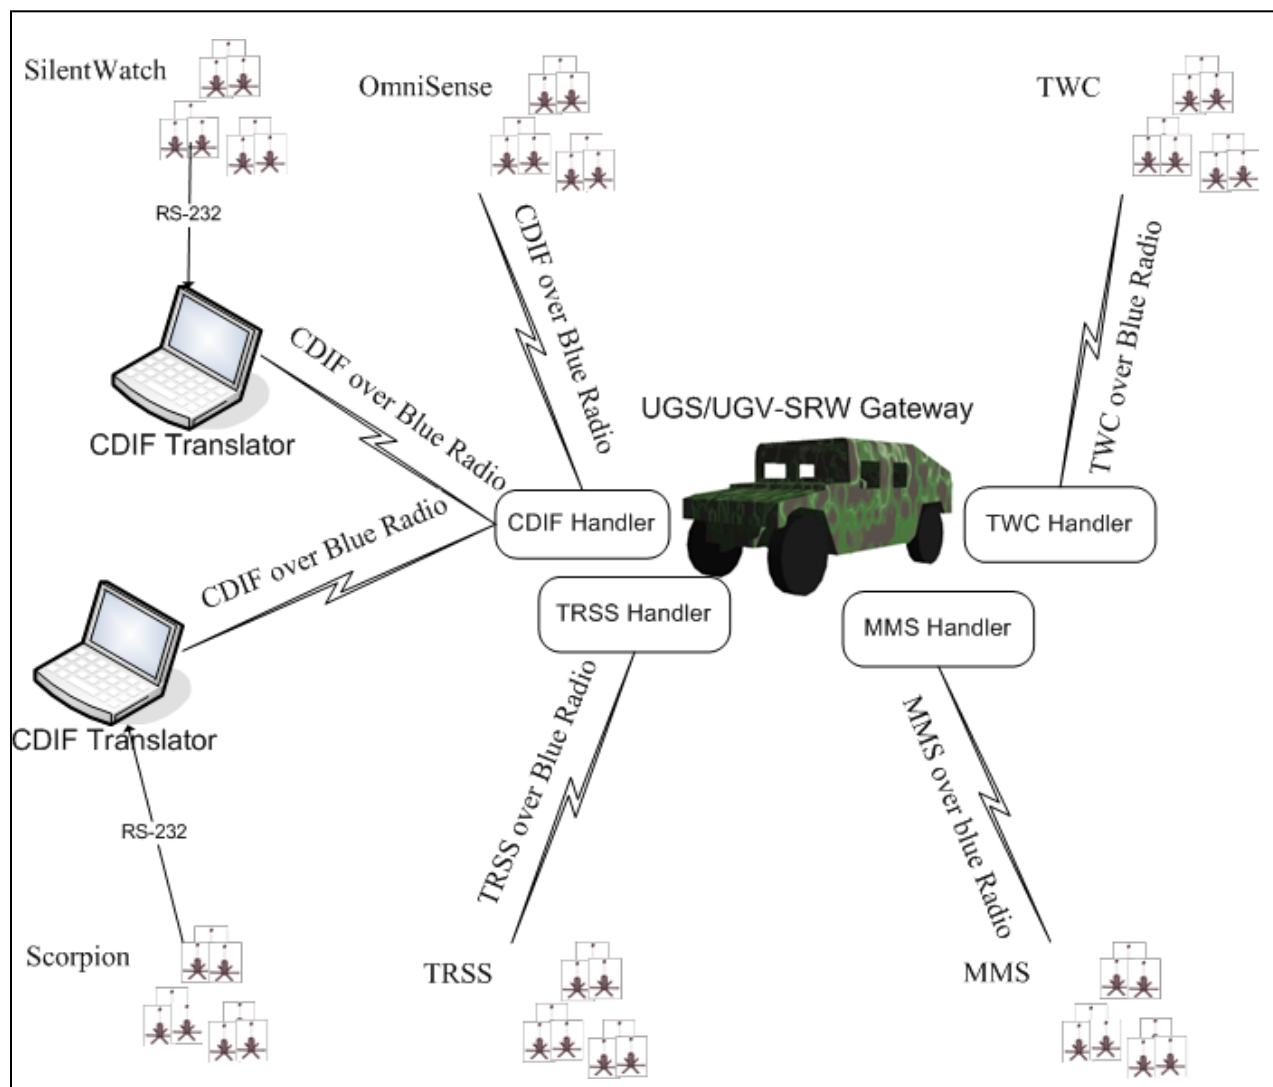 SilentWatch
OmniSense
TWC
RS-232
CDIF over Blue Radio
TWC over Blue Radio
CDIF over Blue Radio
CDIF Translator
UGS/UGV-SRW Gateway
CDIF Handler
TWC Handler
CDIF over Blue Radio
TRSS Handler
MMS Handler
CDIF Translator
TRSS over Blue Radio
MMS over blue Radio
RS-232
Scorpion
TRSS
MMS